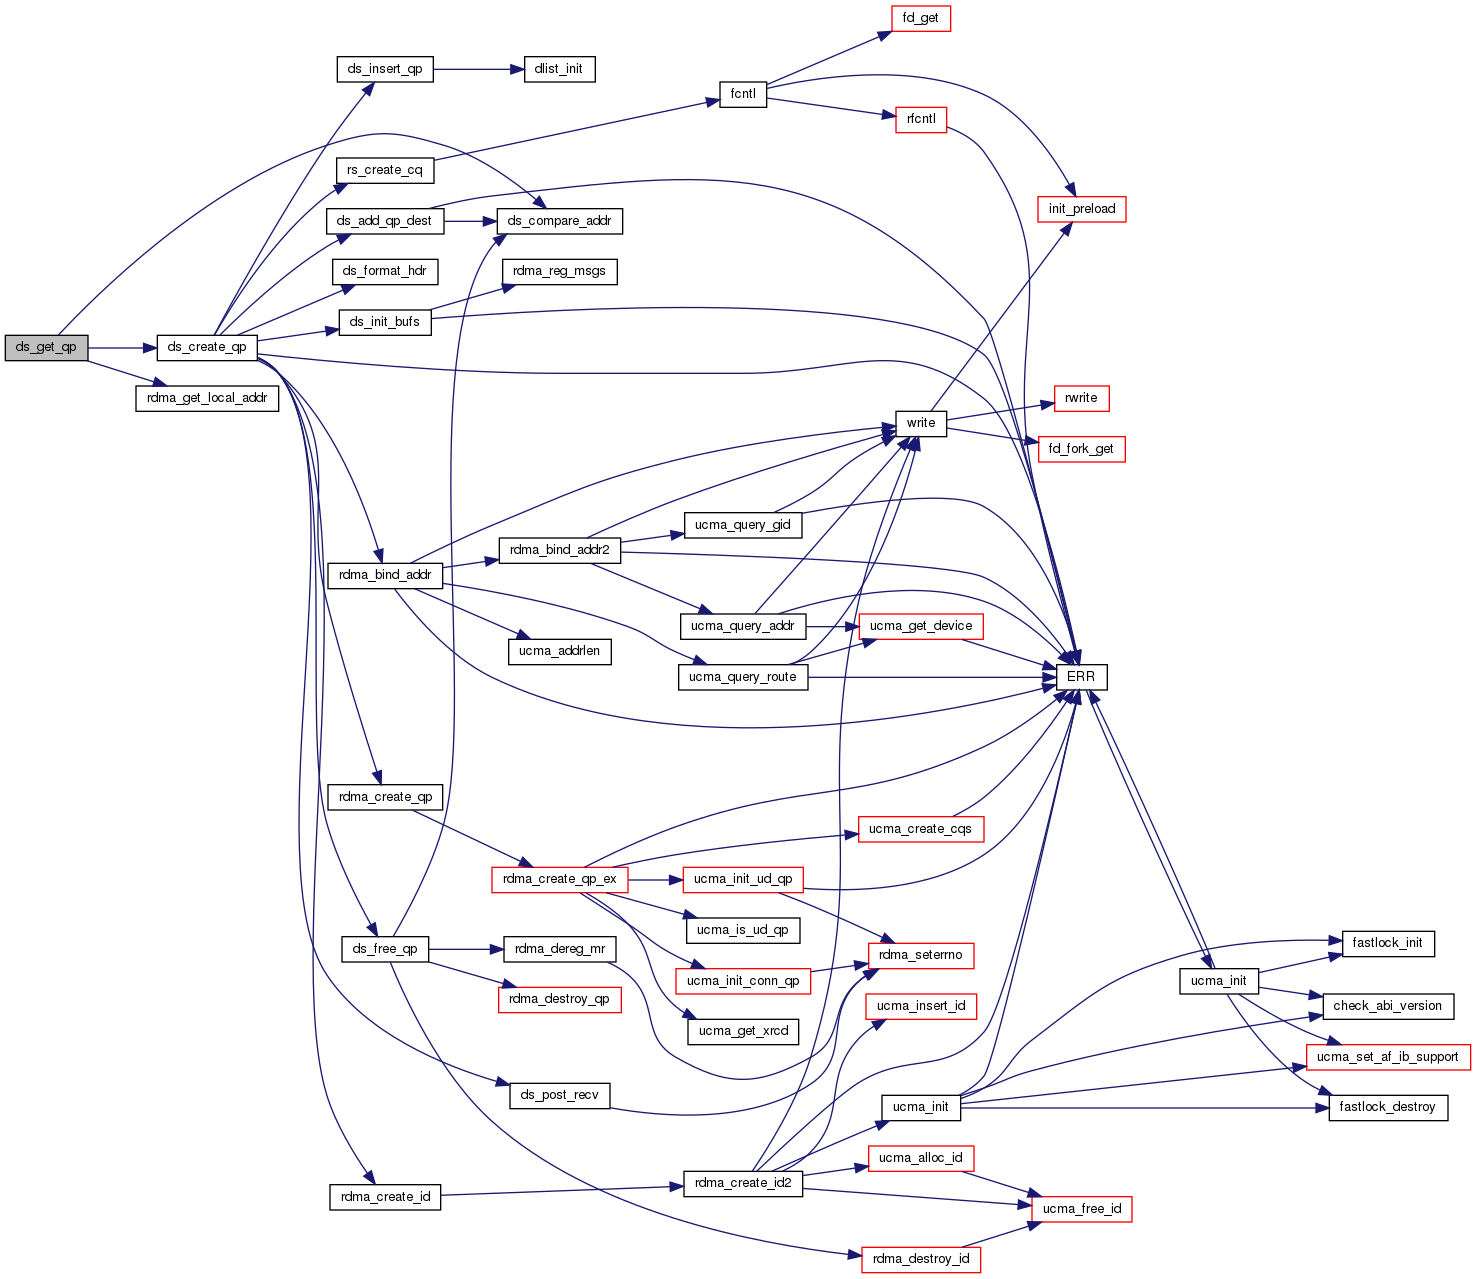 fd_get
ds_insert_qp
dlist_init
fcntl
rfcntl
rs_create_cq
init_preload
ds_add_qp_dest
ds_compare_addr
ds_format_hdr
rdma_reg_msgs
ds_init_bufs
ds_get_qp
ds_create_qp
rdma_get_local_addr
rwrite
write
fd_fork_get
ucma_query_gid
rdma_bind_addr2
rdma_bind_addr
ucma_query_addr
ucma_get_device
ucma_addrlen
ucma_query_route
ERR
rdma_create_qp
ucma_create_cqs
rdma_create_qp_ex
ucma_init_ud_qp
ucma_is_ud_qp
ds_free_qp
rdma_dereg_mr
rdma_seterrno
fastlock_init
ucma_init_conn_qp
ucma_init
rdma_destroy_qp
ucma_insert_id
check_abi_version
ucma_get_xrcd
ucma_set_af_ib_support
ds_post_recv
ucma_init
fastlock_destroy
ucma_alloc_id
rdma_create_id
rdma_create_id2
ucma_free_id
rdma_destroy_id